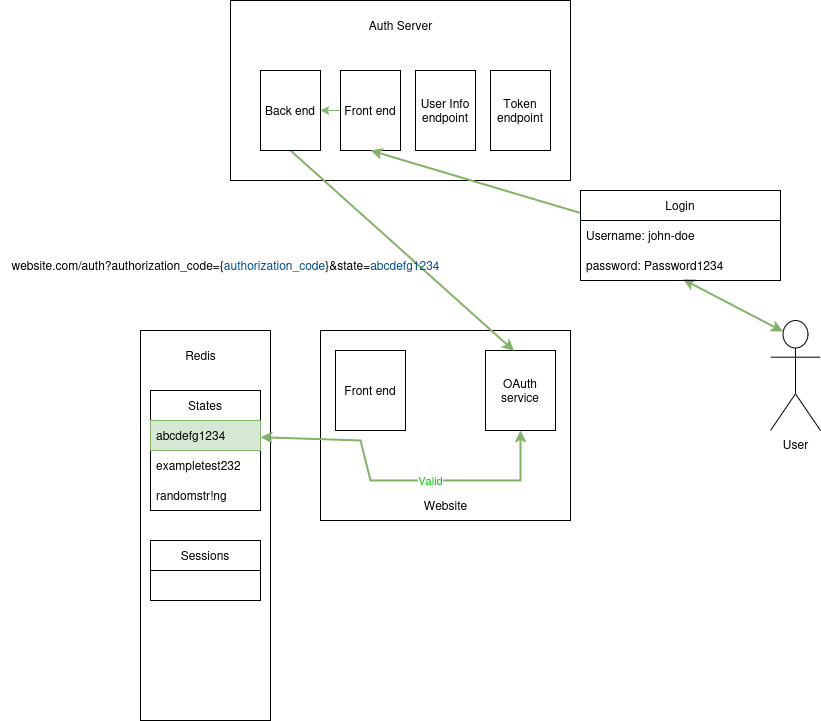 Auth Server
Back end
Front end
User Info
endpoint
Token
endpoint
Login
Username: john-doe
password: Password1234
website.com/auth?authorization_code={authorization_code}&state=abcdefg1234
User
Redis
States
abcdefg1234
exampletest232
randomstr!ng
Sessions
Front end
OAuth
service
Valid
Website